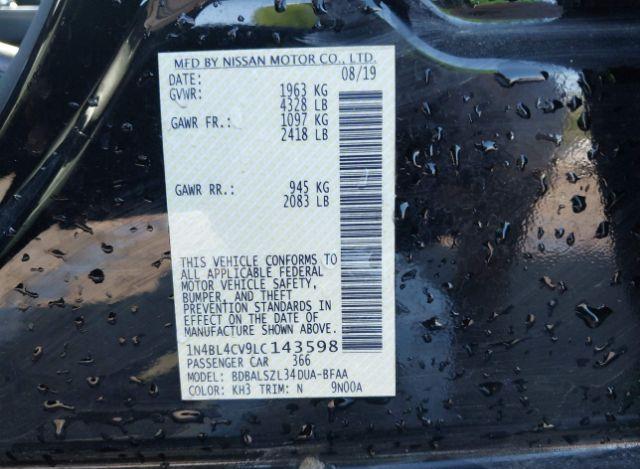 MFD BY NISSAN MOTOR CO., LTD.
DATE: 08/19
GVWR: 1963 KG
4328 LB
GAWR FR.: 1097 KG
2418 LB
GAWR RR.: 945 KG
2083 LB
THIS VEHICLE CONFORMS TO
ALL APPLICABLE FEDERAL
MOTOR VEHICLE SAFETY,
BUMPER, AND THEFT
PREVENTION STANDARDS IN
EFFECT ON THE DATE OF
MANUFACTURE SHOWN ABOVE.
1N4BL4CV9LC143598
PASSENGER CAR 366
MODEL: BDBALSZL34DUA-BFAA
COLOR: KH3 TRIM: N 9N00A